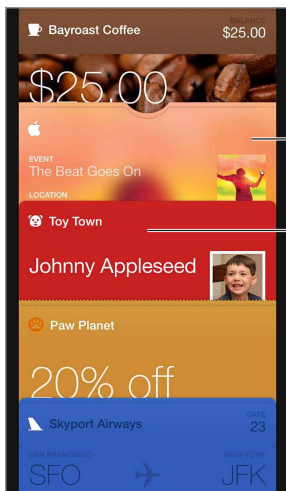 Bayroast Coffee
BALANCE
$25.00
$25.00
EVENT
The Beat Goes On
LOCATION
Toy Town
Johnny Appleseed
Paw Planet
20% off
Skyport Airways
GATE
23
SAN FRANCISCO
NEW YORK
SFO
JFK